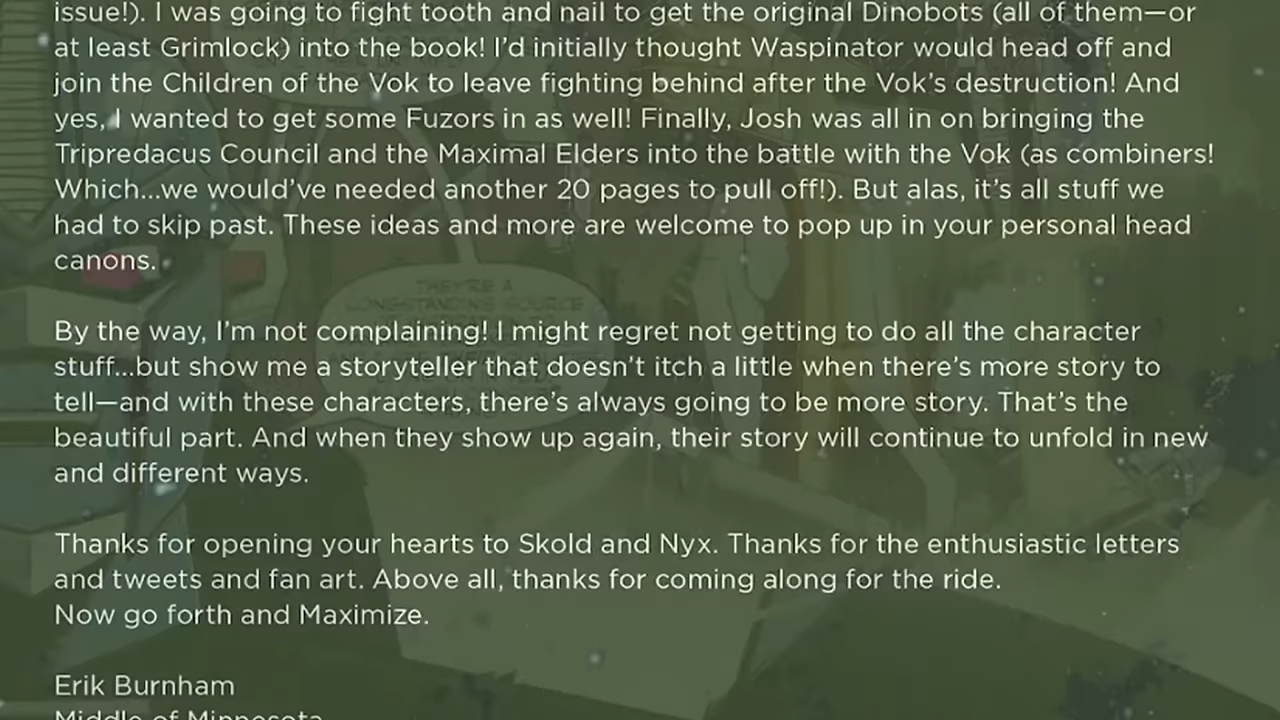 issue!). I was going to fight tooth and nail to get the original Dinobots (all of them—or
at least Grimlock) into the book! I’d initially thought Waspinator would head off and
join the Children of the Vok to leave fighting behind after the Vok’s destruction! And
yes, I wanted to get some Fuzors in as well! Finally, Josh was all in on bringing the
Tripredacus Council and the Maximal Elders into the battle with the Vok (as combiners!
Which...we would’ve needed another 20 pages to pull off!). But alas, it’s all stuff we
had to skip past. These ideas and more are welcome to pop up in your personal head
canons.
THEY’RE A
LONGSTANDING SOURCE
By the way, I’m not complaining! I might regret not getting to do all the character
stuff...but show me a storyteller that doesn’t itch a little when there’s more story to
tell—and with these characters, there’s always going to be more story. That’s the
beautiful part. And when they show up again, their story will continue to unfold in new
and different ways.
Thanks for opening your hearts to Skold and Nyx. Thanks for the enthusiastic letters
and tweets and fan art. Above all, thanks for coming along for the ride.
Now go forth and Maximize.
Erik Burnham
Middle of Minnesota